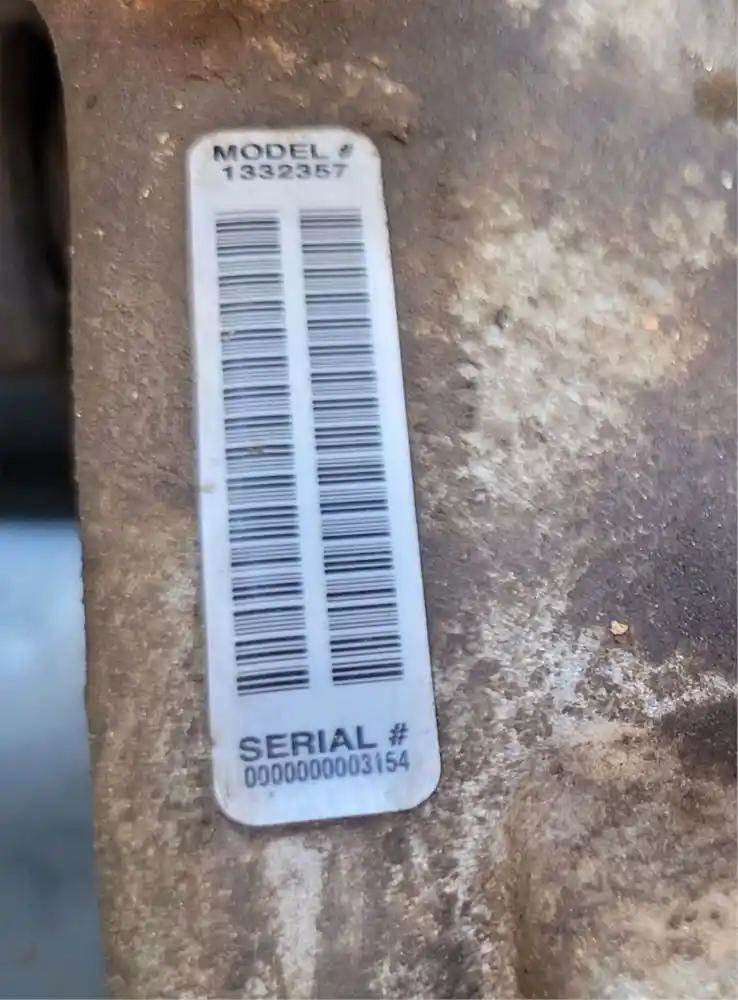 MODEL #
1332357
SERIAL #
0000000003154